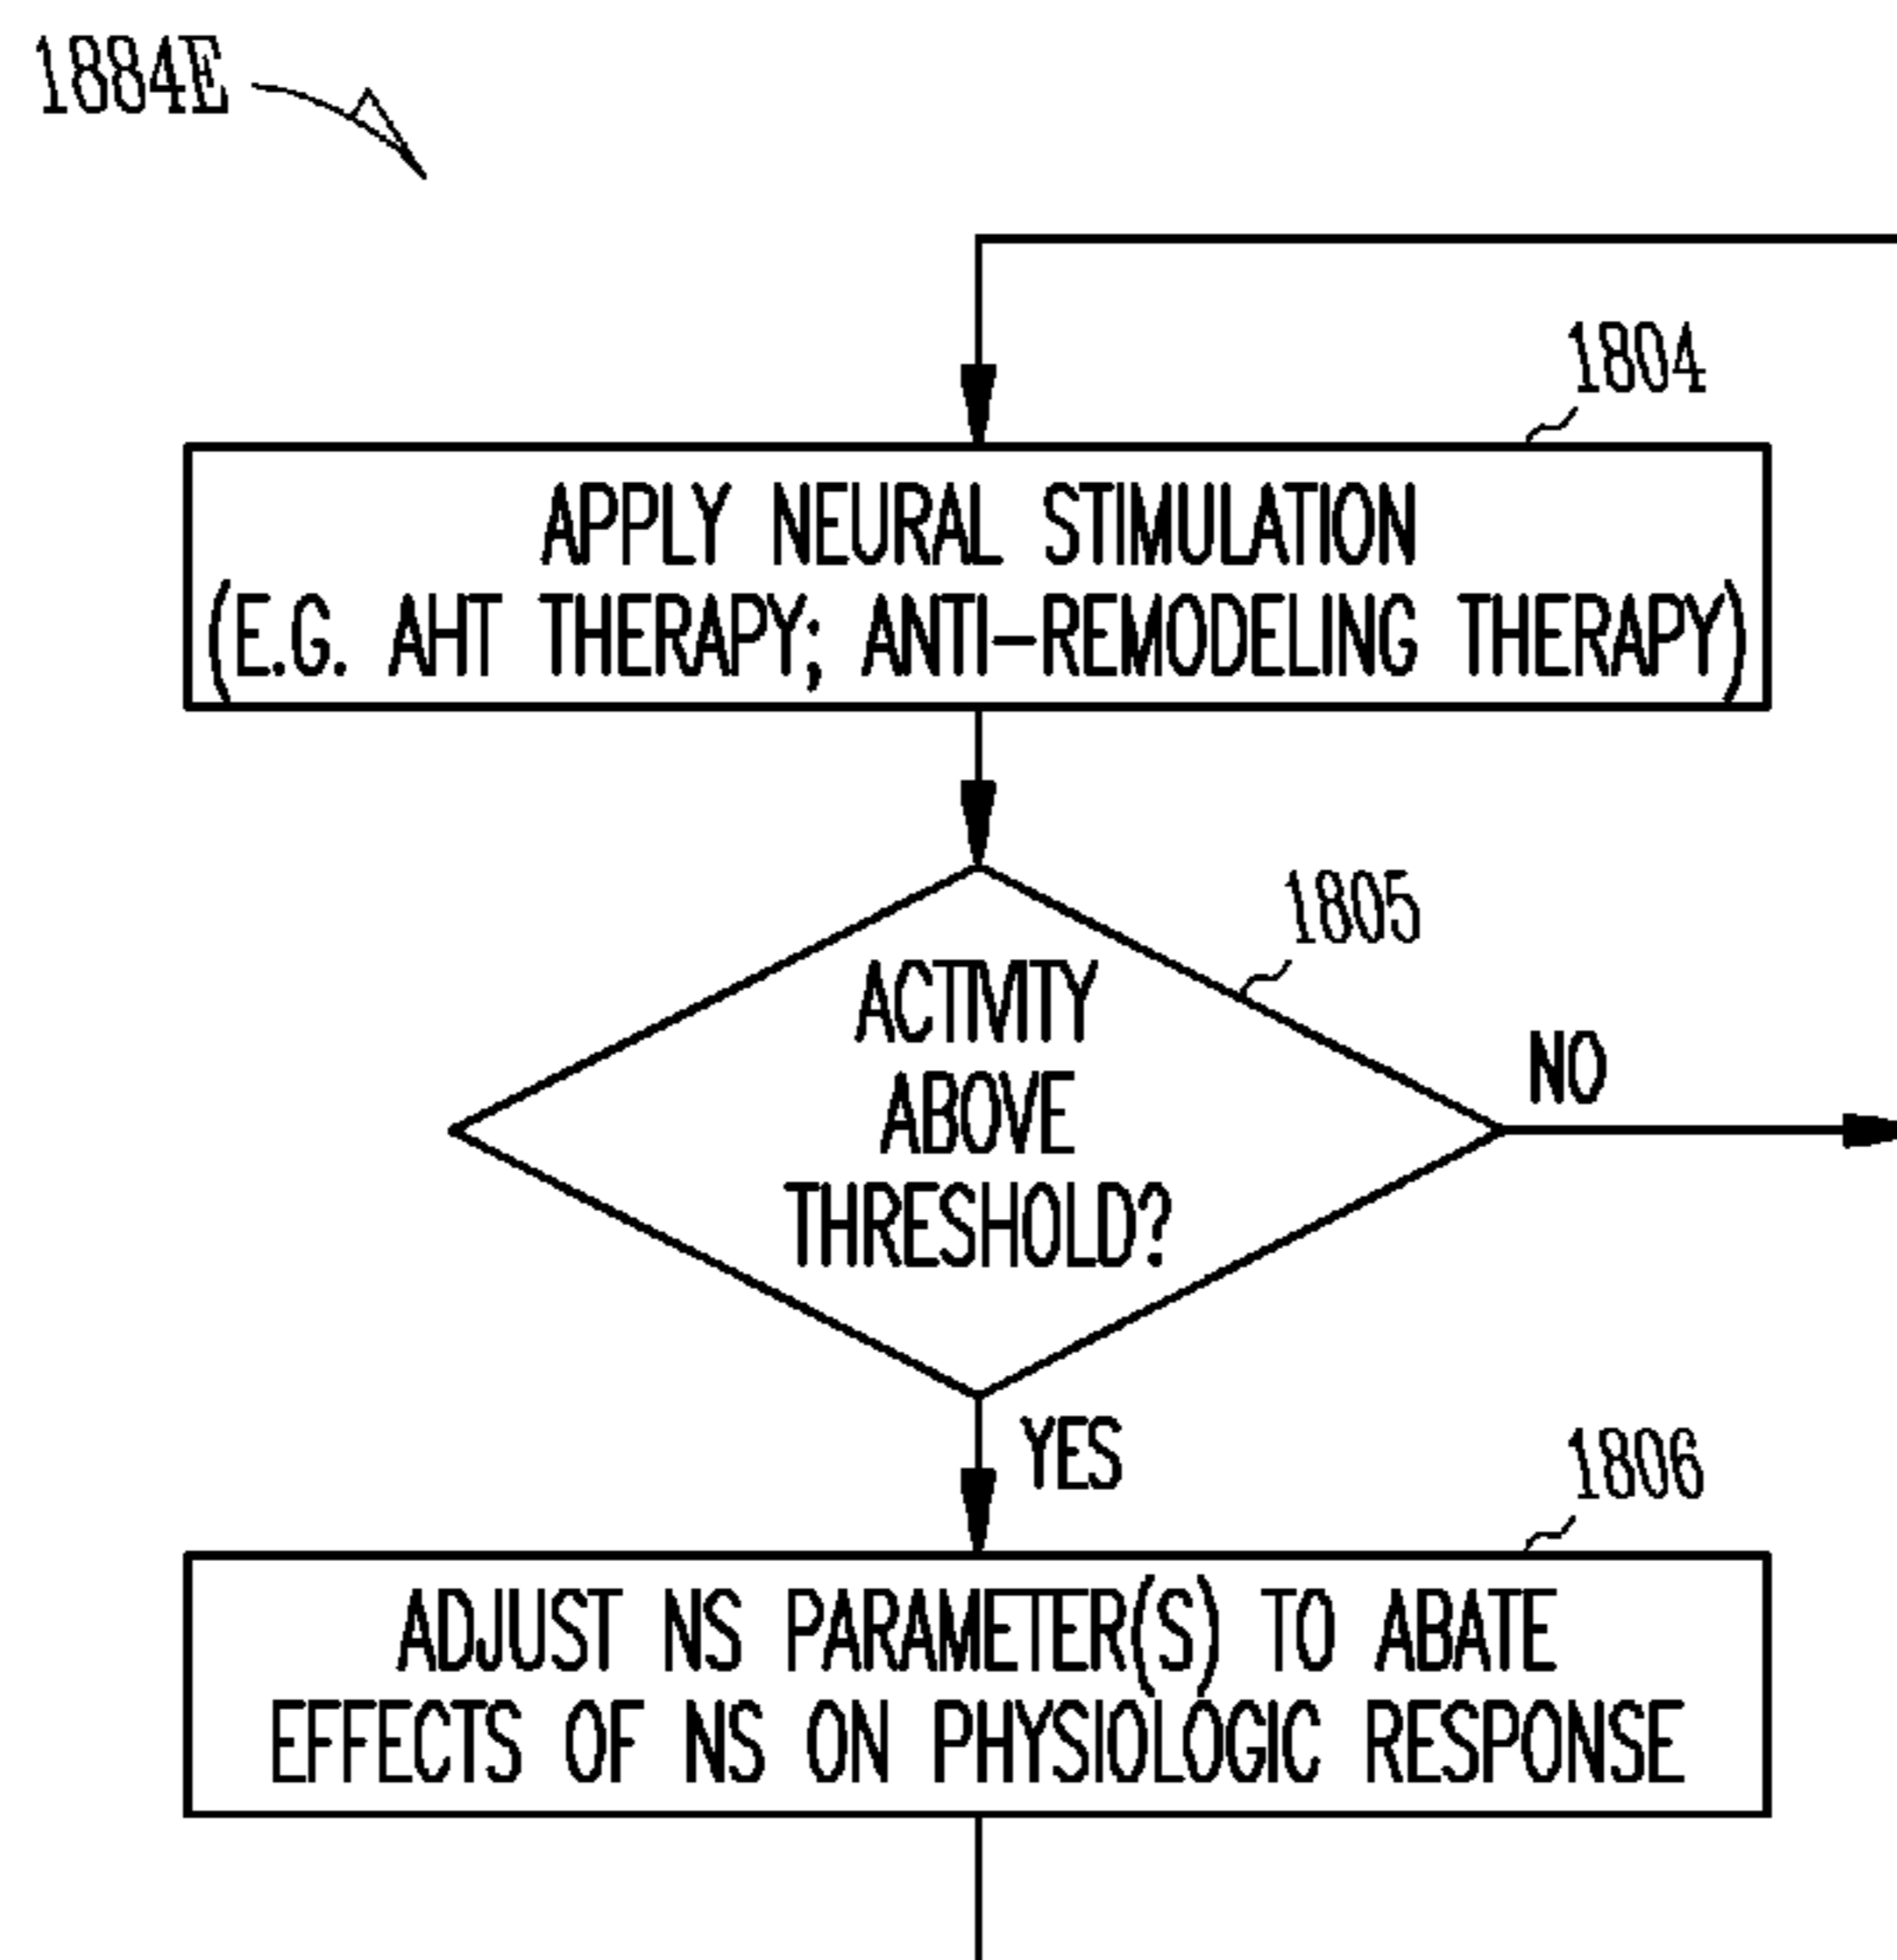 1884E
1804
APPLY NEURAL STIMULATION
(E.G. AHT THERAPY; ANTI-REMODELING THERAPY)
1805
ACTIVITY
ABOVE
THRESHOLD?
NO
YES
1806
ADJUST NS PARAMETER(S) TO ABATE
EFFECTS OF NS ON PHYSIOLOGIC RESPONSE